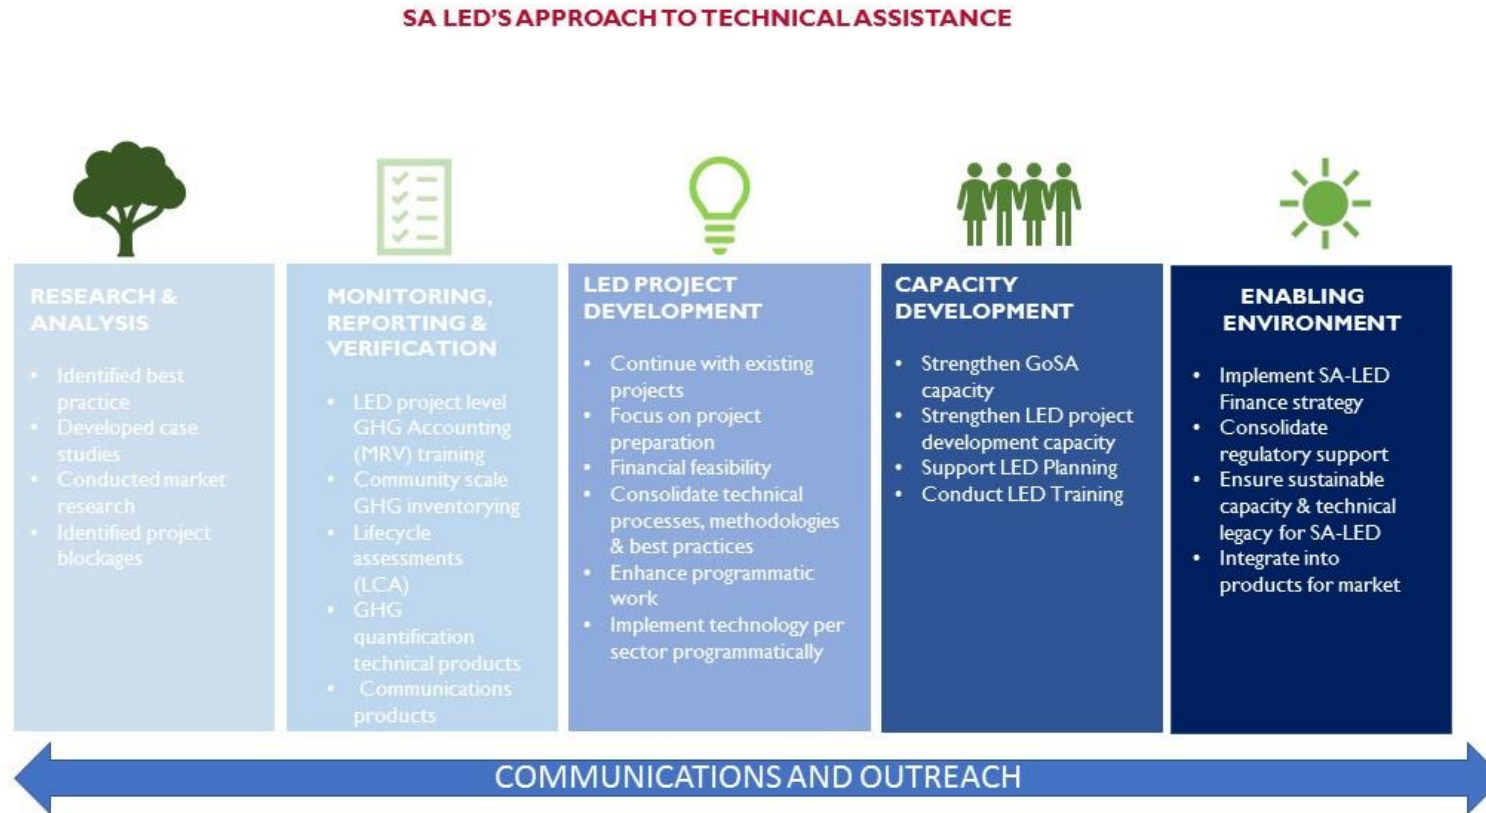 SA LED'S APPROACH TO TECHNICAL ASSISTANCE
RESEARCH &
ANALYSIS
• Identified best
practice
• Developed case
studies
• Conducted market
research
• Identified project
blockages
MONITORING,
REPORTING &
VERIFICATION
• LED project level
GHG Accounting
(MRV) training
• Community scale
GHG inventorying
• Lifecycle
assessments
(LCA)
• GHG
quantification
technical products
• Communications
products
LED PROJECT
DEVELOPMENT
• Continue with existing
projects
• Focus on project
preparation
• Financial feasibility
• Consolidate technical
processes, methodologies
& best practices
• Enhance programmatic
work
• Implement technology per
sector programmatically
CAPACITY
DEVELOPMENT
• Strengthen GoSA
capacity
• Strengthen LED project
development capacity
• Support LED Planning
• Conduct LED Training
ENABLING
ENVIRONMENT
• Implement SA-LED
Finance strategy
• Consolidate
regulatory support
• Ensure sustainable
capacity & technical
legacy for SA-LED
• Integrate into
products for market
COMMUNICATIONS AND OUTREACH